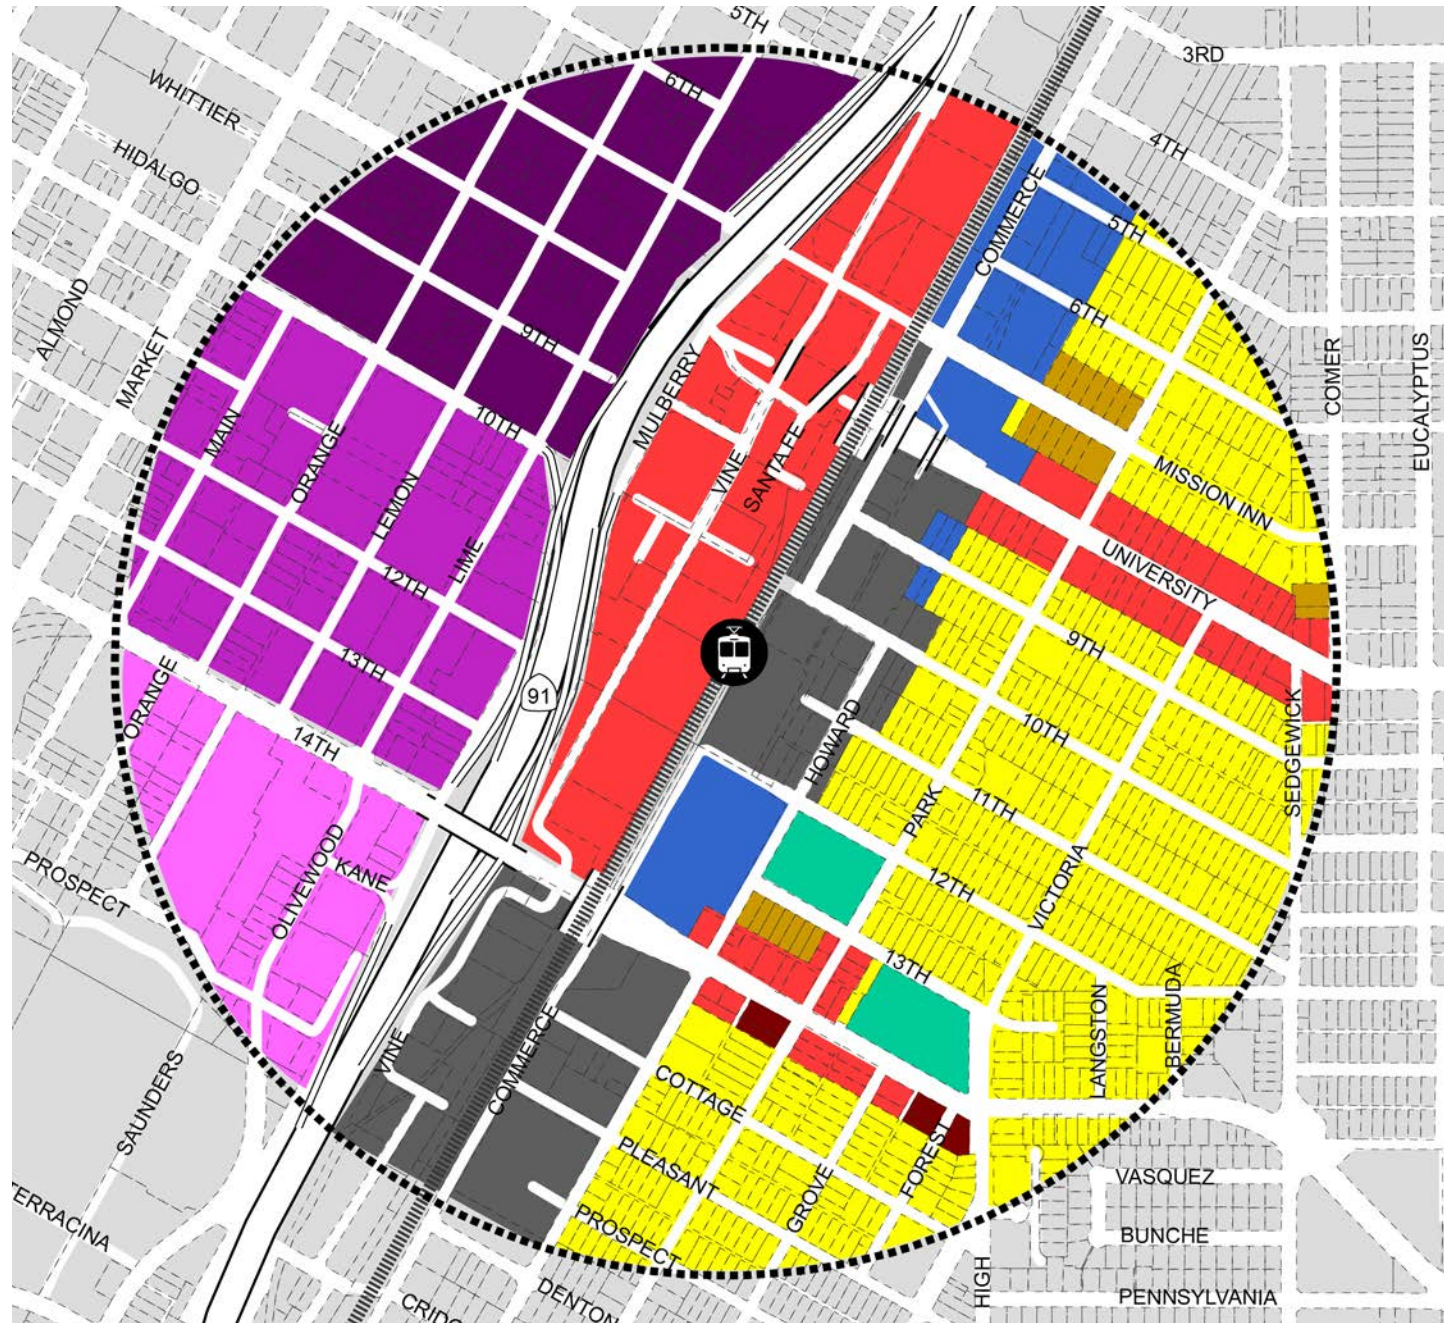 5TH
3RD
6TH
WHITTIER
4TH
HIDALGO
COMMERCE
5TH
ALMOND
6TH
9TH
MARKET
COMER
EUCALYPTUS
MULBERRY
10TH
MAIN
ORANGE
VINE
SANTA FE
MISSION INN
LEMON
LIME
UNIVERSITY
12TH
9TH
13TH
91
ORANGE
14TH
HOWARD
10TH
SEDGEWICK
PARK
11TH
OLIVEWOOD
KANE
PROSPECT
12TH
VICTORIA
13TH
LANGSTON
BERMUDA
VINE
COMMERCE
SAUNDERS
COTTAGE
FOREST
PLEASANT
GROVE
VASQUEZ
PROSPECT
BUNCHE
HIGH
DENTON
PENNSYLVANIA